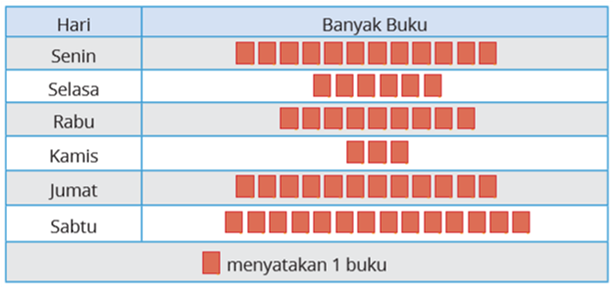 Hari Banyak Buku
Senin
Selasa
Rabu
Kamis
Jumat
Sabtu
menyatakan 1 buku